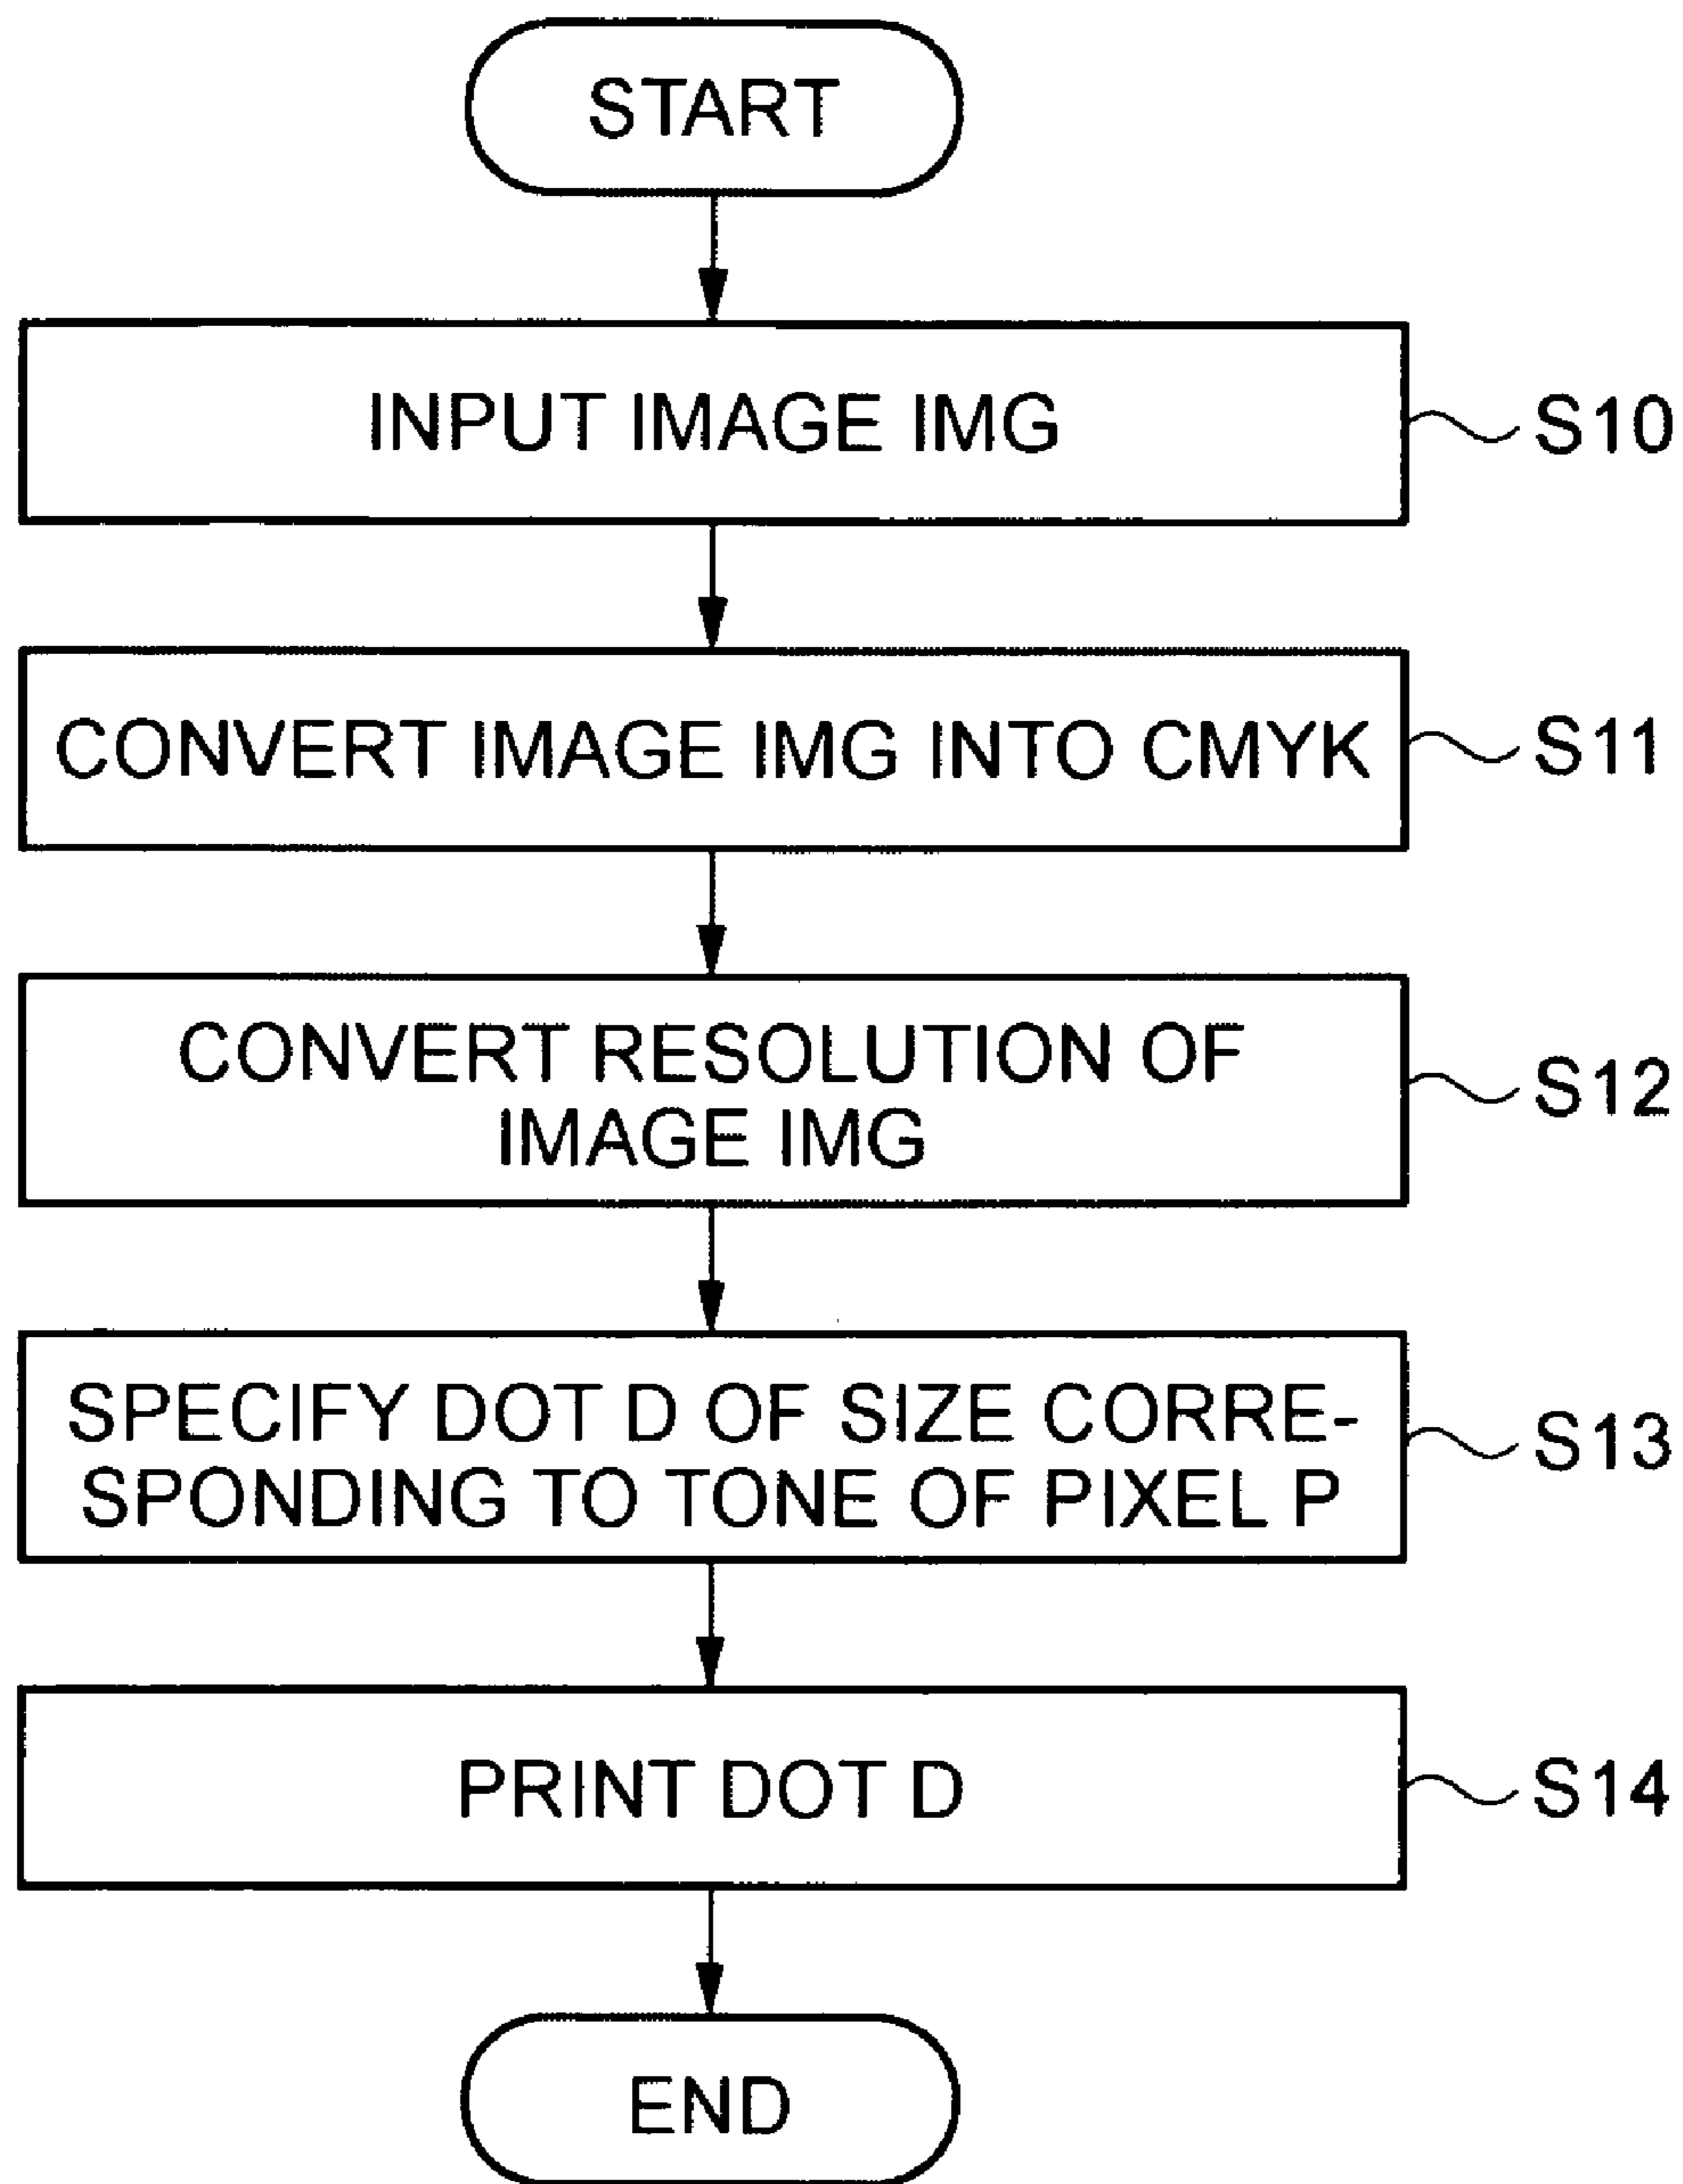 START
INPUT IMAGE IMG
S10
CONVERT IMAGE IMG INTO CMYK
S11
CONVERT RESOLUTION OF
IMAGE IMG
S12
SPECIFY DOT D OF SIZE CORRE-
SPONDING TO TONE OF PIXEL P
S13
PRINT DOT D
S14
END